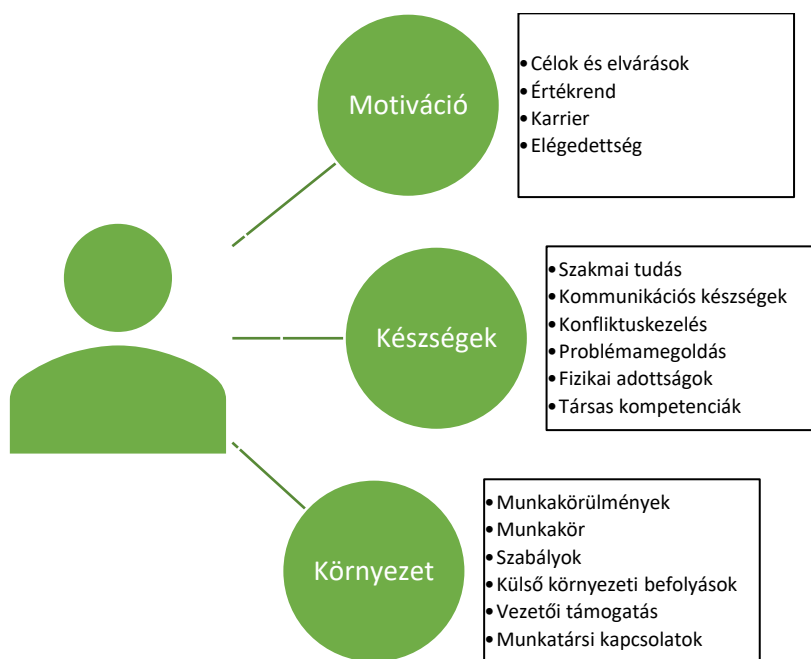 Motiváció
•Célok és elvárások
•Értékrend
•Karrier
•Elégedettség
Készségek
•Szakmai tudás
•Kommunikációs készségek
•Konfliktuskezelés
•Problémamegoldás
•Fizikai adottságok
•Társas kompetenciák
Környezet
•Munkakörülmények
•Munkakör
•Szabályok
•Külső környezeti befolyások
•Vezetői támogatás
•Munkatársi kapcsolatok